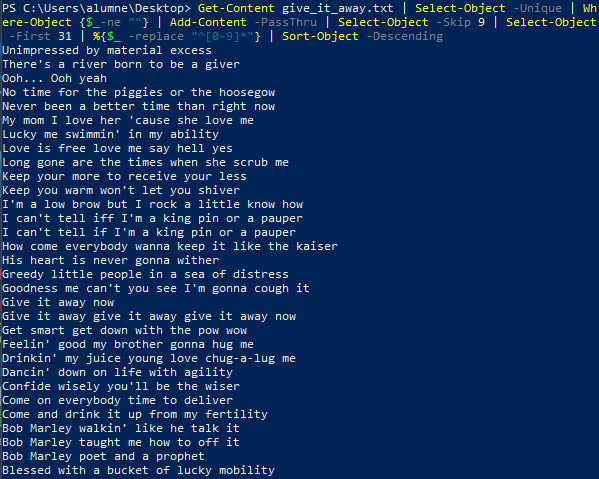 PS C:\Users\alumne\Desktop> Get-Content give_it_away.txt | Select-Object -Unique | Wh
ere-Object {$_-ne ""} | Add-Content -PassThru | Select-Object -Skip 9 | Select-Object
-First 31 | %{$_ -replace "^[0-9]*"} | Sort-Object -Descending
Unimpressed by material excess
There's a river born to be a giver
Ooh... Ooh yeah
No time for the piggies or the hoosegow
Never been a better time than right now
My mom I love her 'cause she love me
Lucky me swimmin' in my ability
Love is free love me say hell yes
Long gone are the times when she scrub me
Keep your more to receive your less
Keep you warm won't let you shiver
I'm a low brow but I rock a little know how
I can't tell iff I'm a king pin or a pauper
I can't tell if I'm a king pin or a pauper
How come everybody wanna keep it like the kaiser
His heart is never gonna wither
Greedy little people in a sea of distress
Goodness me can't you see I'm gonna cough it
Give it away now
Give it away give it away give it away now
Get smart get down with the pow wow
Feelin' good my brother gonna hug me
Drinkin' my juice young love chug-a-lug me
Dancin' down on life with agility
Confide wisely you'll be the wiser
Come on everybody time to deliver
Come and drink it up from my fertility
Bob Marley walkin' like he talk it
Bob Marley taught me how to off it
Bob Marley poet and a prophet
Blessed with a bucket of lucky mobility